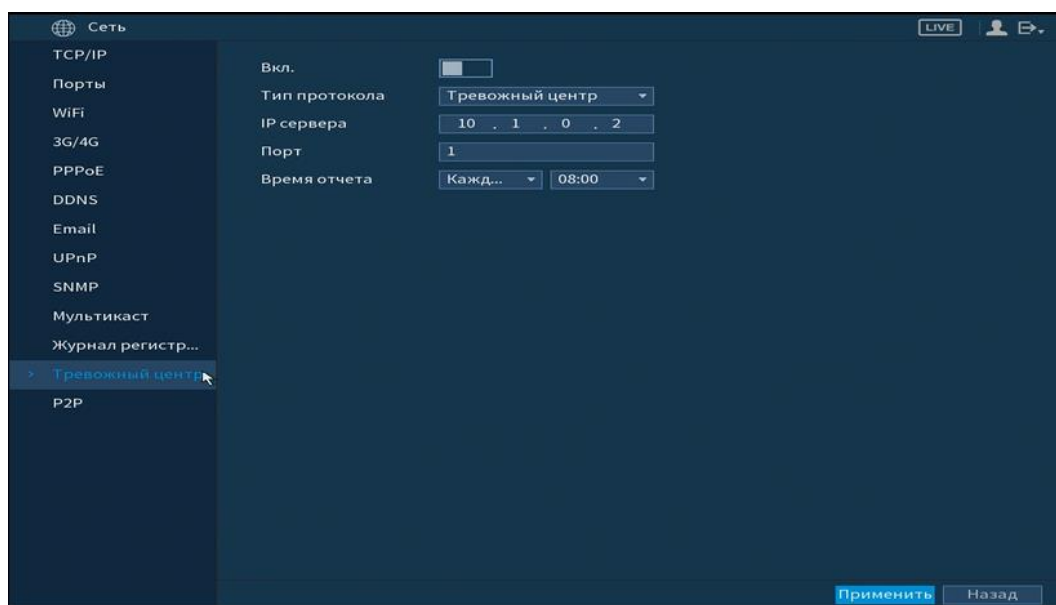 Сеть
LIVE
TCP/IP
Порты
WiFi
3G/4G
PPPoE
DDNS
Email
UPnP
SNMP
Мультикаст
Журнал регистр...
> Тревожный центр
P2P
Вкл.
Тип протокола Тревожный центр
IP сервера 10 . 1 . 0 . 2
Порт 1
Время отчета Кажд... 08:00
Применить Назад